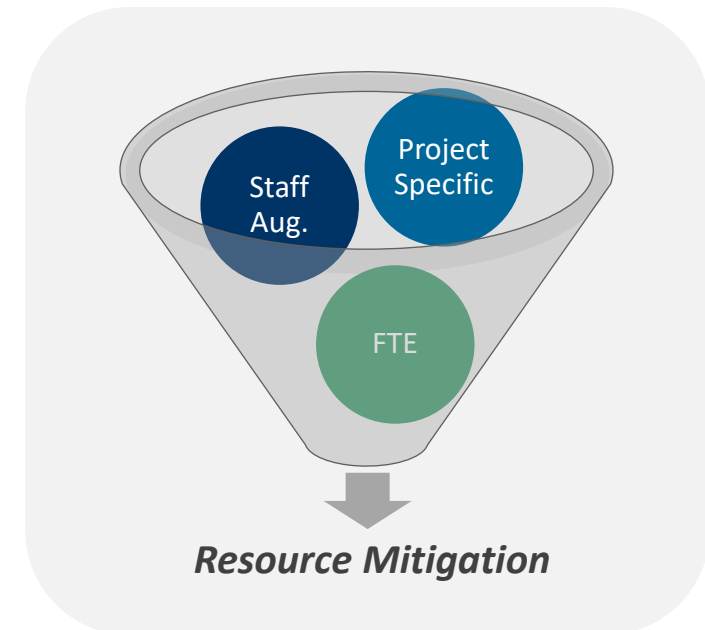 Project
Specific
Staff
Aug.
FTE
Resource Mitigation